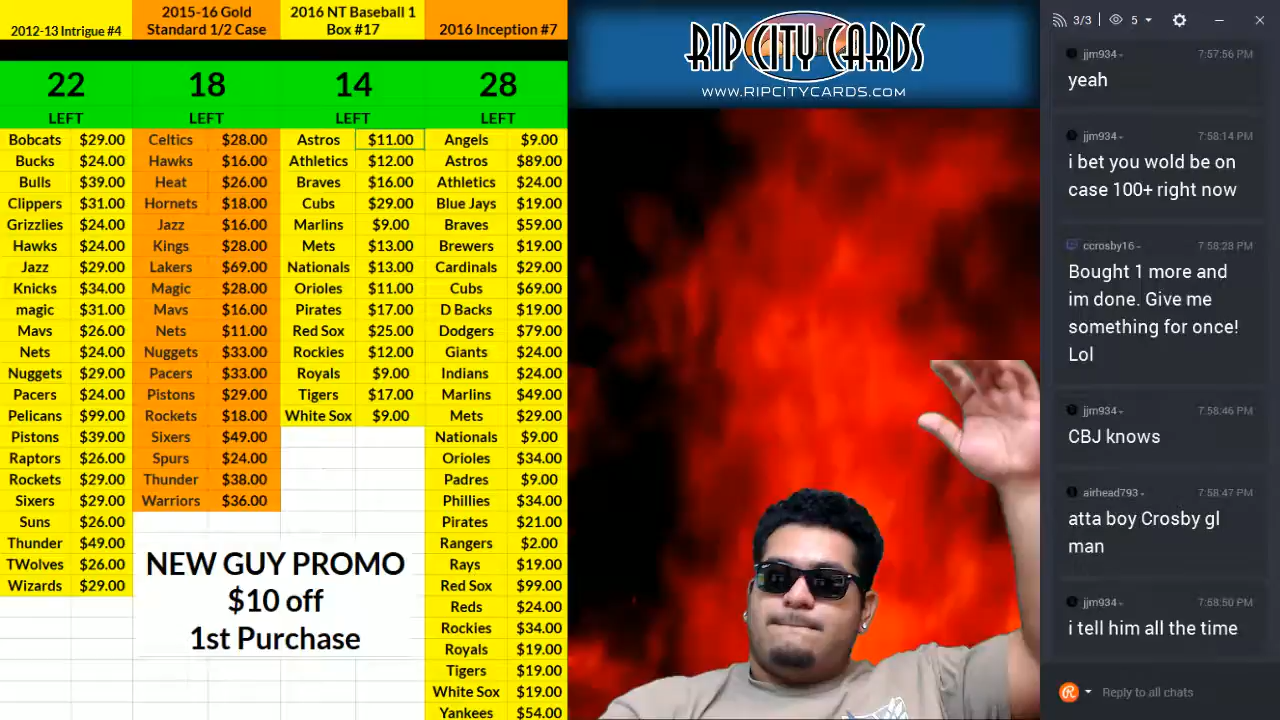 2012-13 Intrigue #4
2015-16 Gold
Standard 1/2 Case
2016 NT Baseball 1
Box #17
2016 Inception #7
22 18 14 28
LEFT LEFT LEFT LEFT
Bobcats $29.00 Celtics $28.00 Astros $11.00 Angels $9.00
Bucks $24.00 Hawks $16.00 Athletics $12.00 Astros $89.00
Bulls $39.00 Heat $26.00 Braves $16.00 Athletics $24.00
Clippers $31.00 Hornets $18.00 Cubs $29.00 Blue Jays $19.00
Grizzlies $24.00 Jazz $16.00 Marlins $9.00 Braves $59.00
Hawks $24.00 Kings $28.00 Mets $13.00 Brewers $19.00
Jazz $29.00 Lakers $69.00 Nationals $13.00 Cardinals $29.00
Knicks $34.00 Magic $28.00 Orioles $11.00 Cubs $69.00
magic $31.00 Mavs $16.00 Pirates $17.00 D Backs $19.00
Mavs $26.00 Nets $11.00 Red Sox $25.00 Dodgers $79.00
Nets $24.00 Nuggets $33.00 Rockies $12.00 Giants $24.00
Nuggets $29.00 Pacers $33.00 Royals $9.00 Indians $24.00
Pacers $24.00 Pistons $29.00 Tigers $17.00 Marlins $49.00
Pelicans $99.00 Rockets $18.00 White Sox $9.00 Mets $29.00
Pistons $39.00 Sixers $49.00 Nationals $9.00
Raptors $26.00 Spurs $24.00 Orioles $34.00
Rockets $29.00 Thunder $38.00 Padres $9.00
Sixers $29.00 Warriors $36.00 Phillies $34.00
Suns $26.00 Pirates $21.00
Thunder $49.00 Rangers $2.00
TWolves $26.00 Rays $19.00
Wizards $29.00 Red Sox $99.00
Reds $24.00
Rockies $34.00
Royals $19.00
Tigers $19.00
White Sox $19.00
Yankees $54.00
NEW GUY PROMO
$10 off
1st Purchase
RIP CITY CARDS
WWW.RIPCITYCARDS.COM
3/3 5
jjm934 7:57:56 PM
yeah
jjm934 7:58:14 PM
i bet you wold be on
case 100+ right now
ccrosby16 7:58:28 PM
Bought 1 more and
im done. Give me
something for once!
Lol
jjm934 7:58:46 PM
CBJ knows
airhead793 7:58:47 PM
atta boy Crosby gl
man
jjm934 7:58:50 PM
i tell him all the time
Reply to all chats